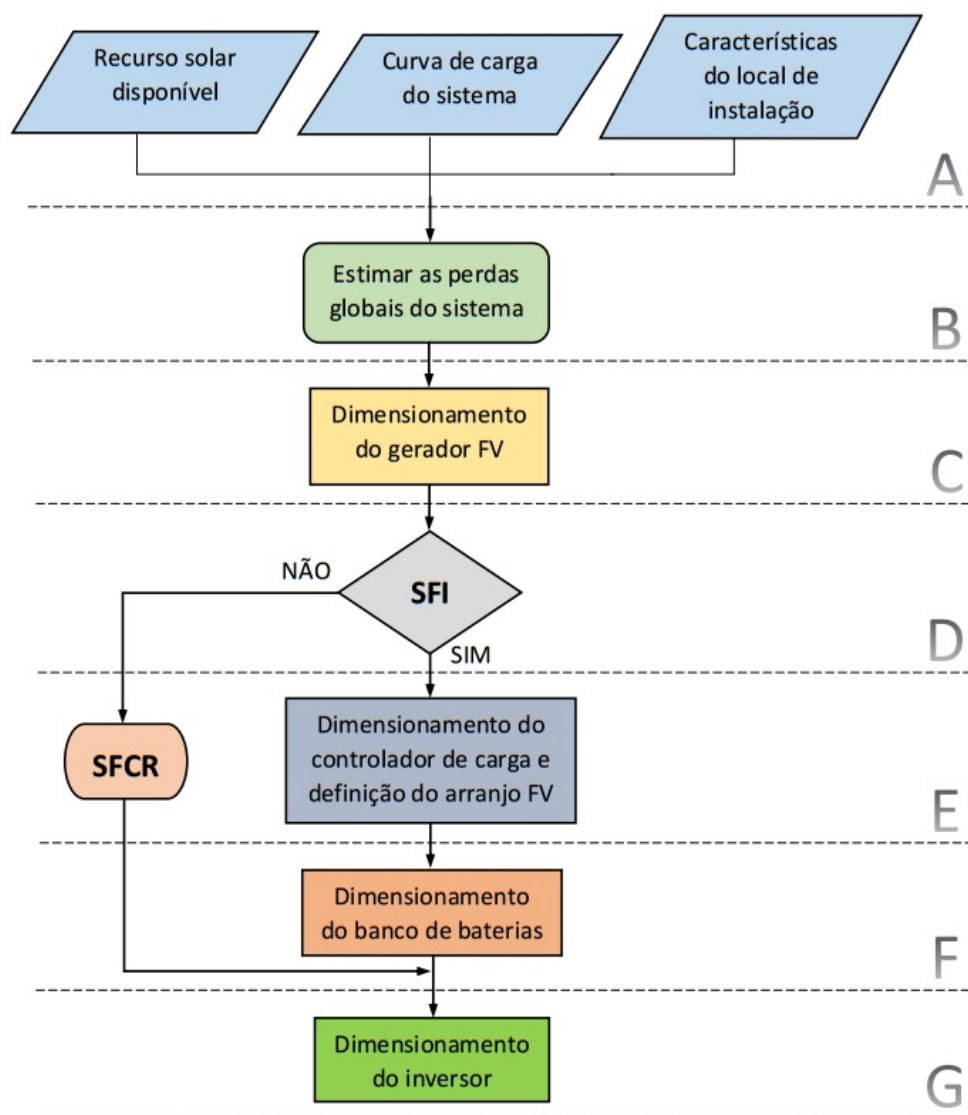 Recurso solar
disponível
Curva de carga
do sistema
Características
do local de
instalação
A
Estimar as perdas
globais do sistema
B
Dimensionamento
do gerador FV
C
NÃO
SFI
SIM
D
SFCR
Dimensionamento do
controlador de carga e
definição do arranjo FV
E
Dimensionamento
do banco de baterias
F
Dimensionamento
do inversor
G